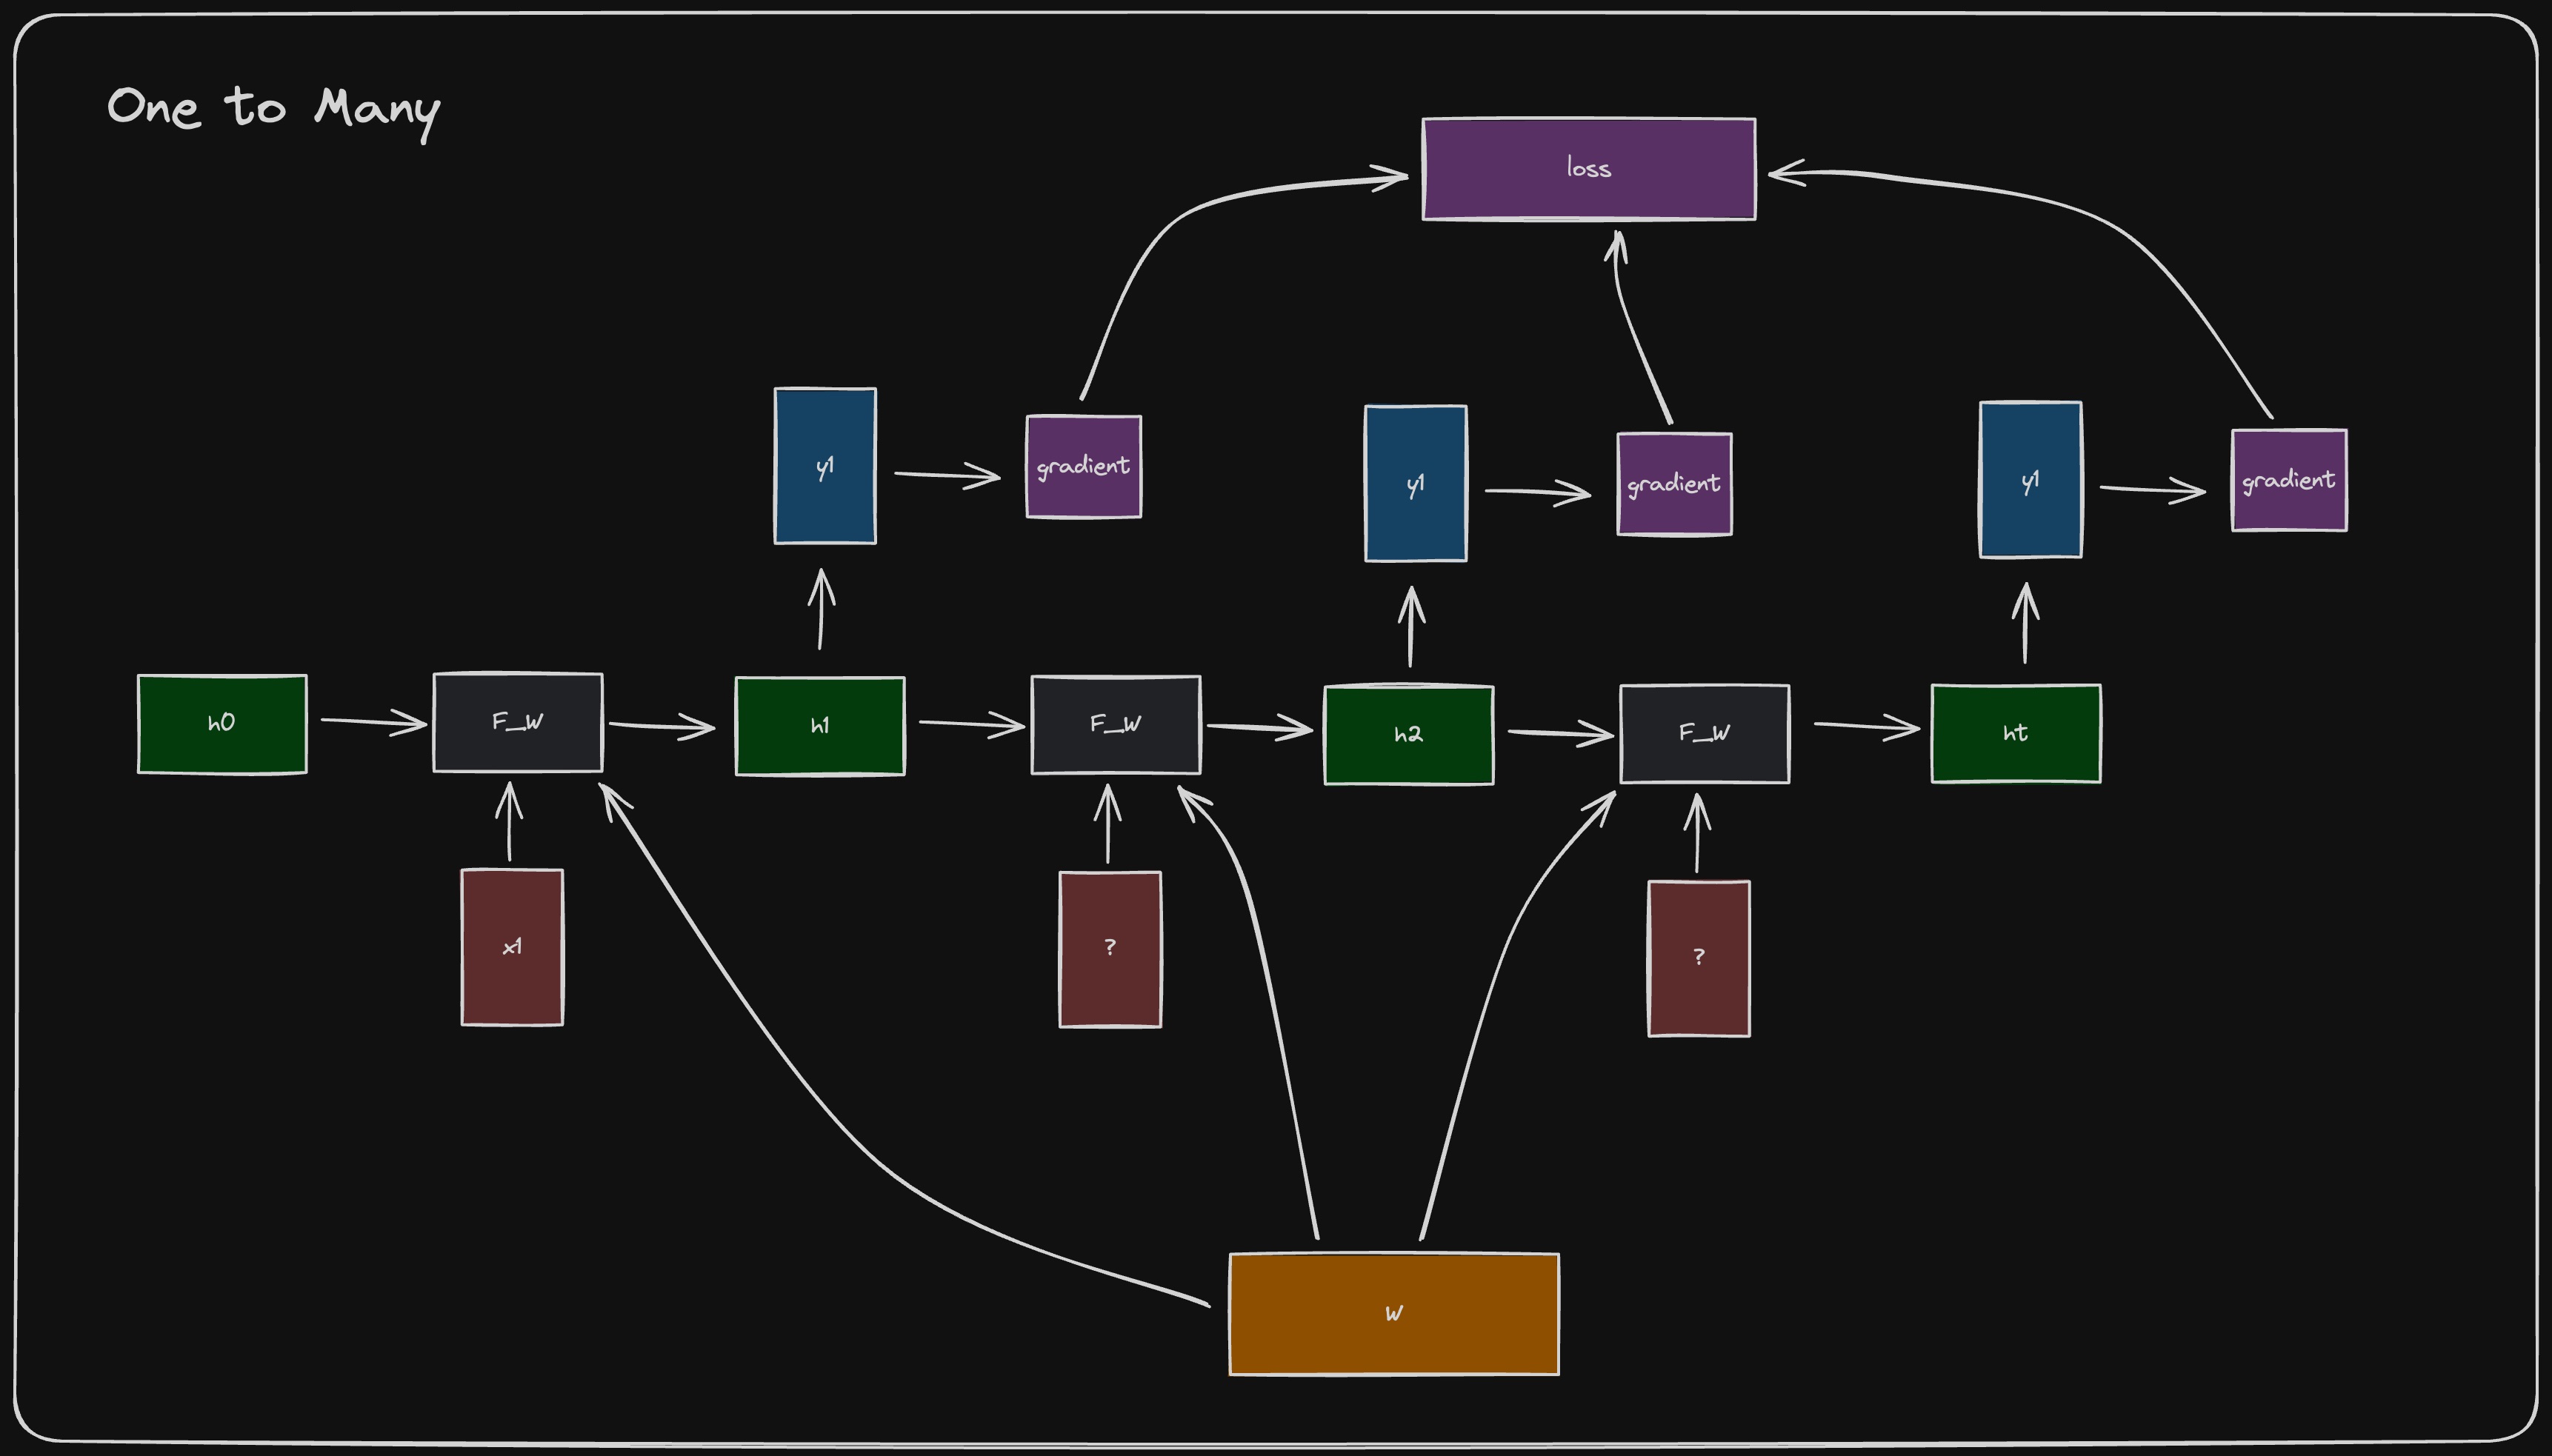 One to Many
loss
y1
gradient
y1
gradient
y1
gradient
h0
F_W
h1
F_W
h2
F_W
ht
x1
?
?
W